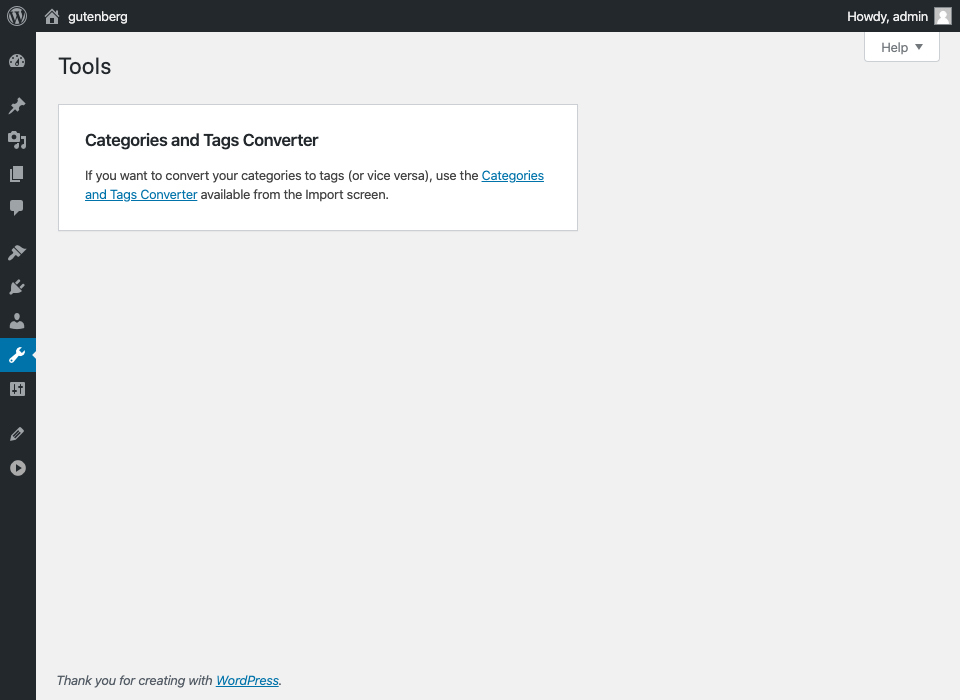 gutenberg
Howdy, admin
Help
Tools
Categories and Tags Converter
If you want to convert your categories to tags (or vice versa), use the Categories
and Tags Converter available from the Import screen.
Thank you for creating with WordPress.